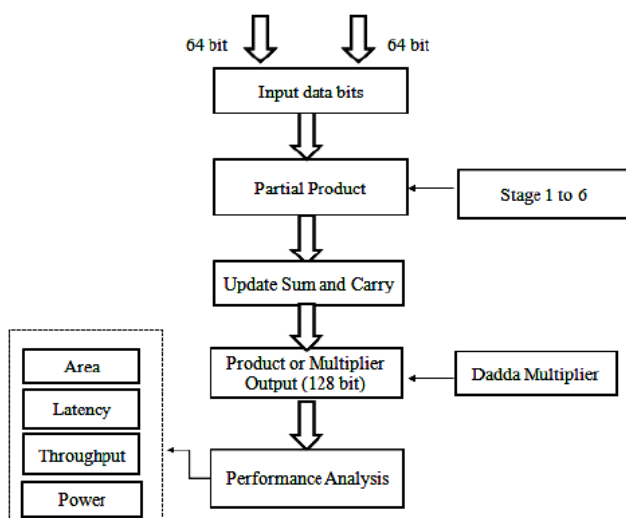 64 bit
64 bit
Input data bits
Partial Product
Stage 1 to 6
Update Sum and Carry
Product or Multiplier
Output (128 bit)
Dadda Multiplier
Area
Latency
Throughput
Power
Performance Analysis